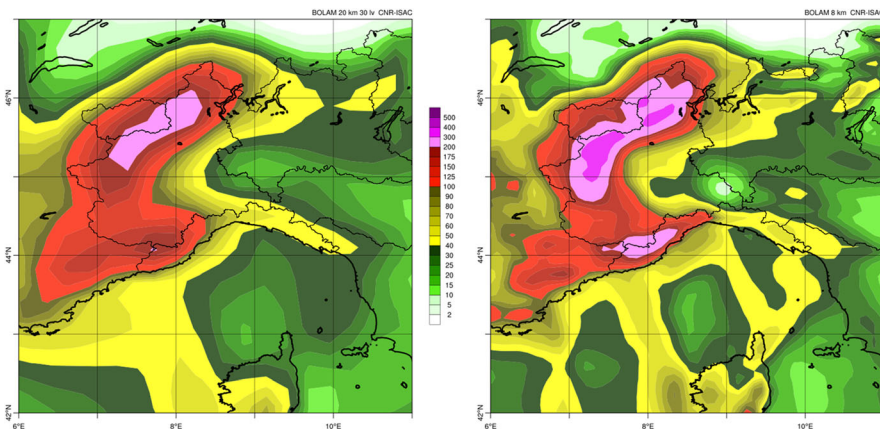 BOLAM 20 km 30 lv CNR-ISAC
46°N
44°N
42°N
6°E
8°E
10°E
500
400
300
200
175
150
125
100
90
80
70
60
50
40
30
25
20
15
10
5
2
BOLAM 8 km CNR-ISAC
46°N
44°N
42°N
6°E
8°E
10°E